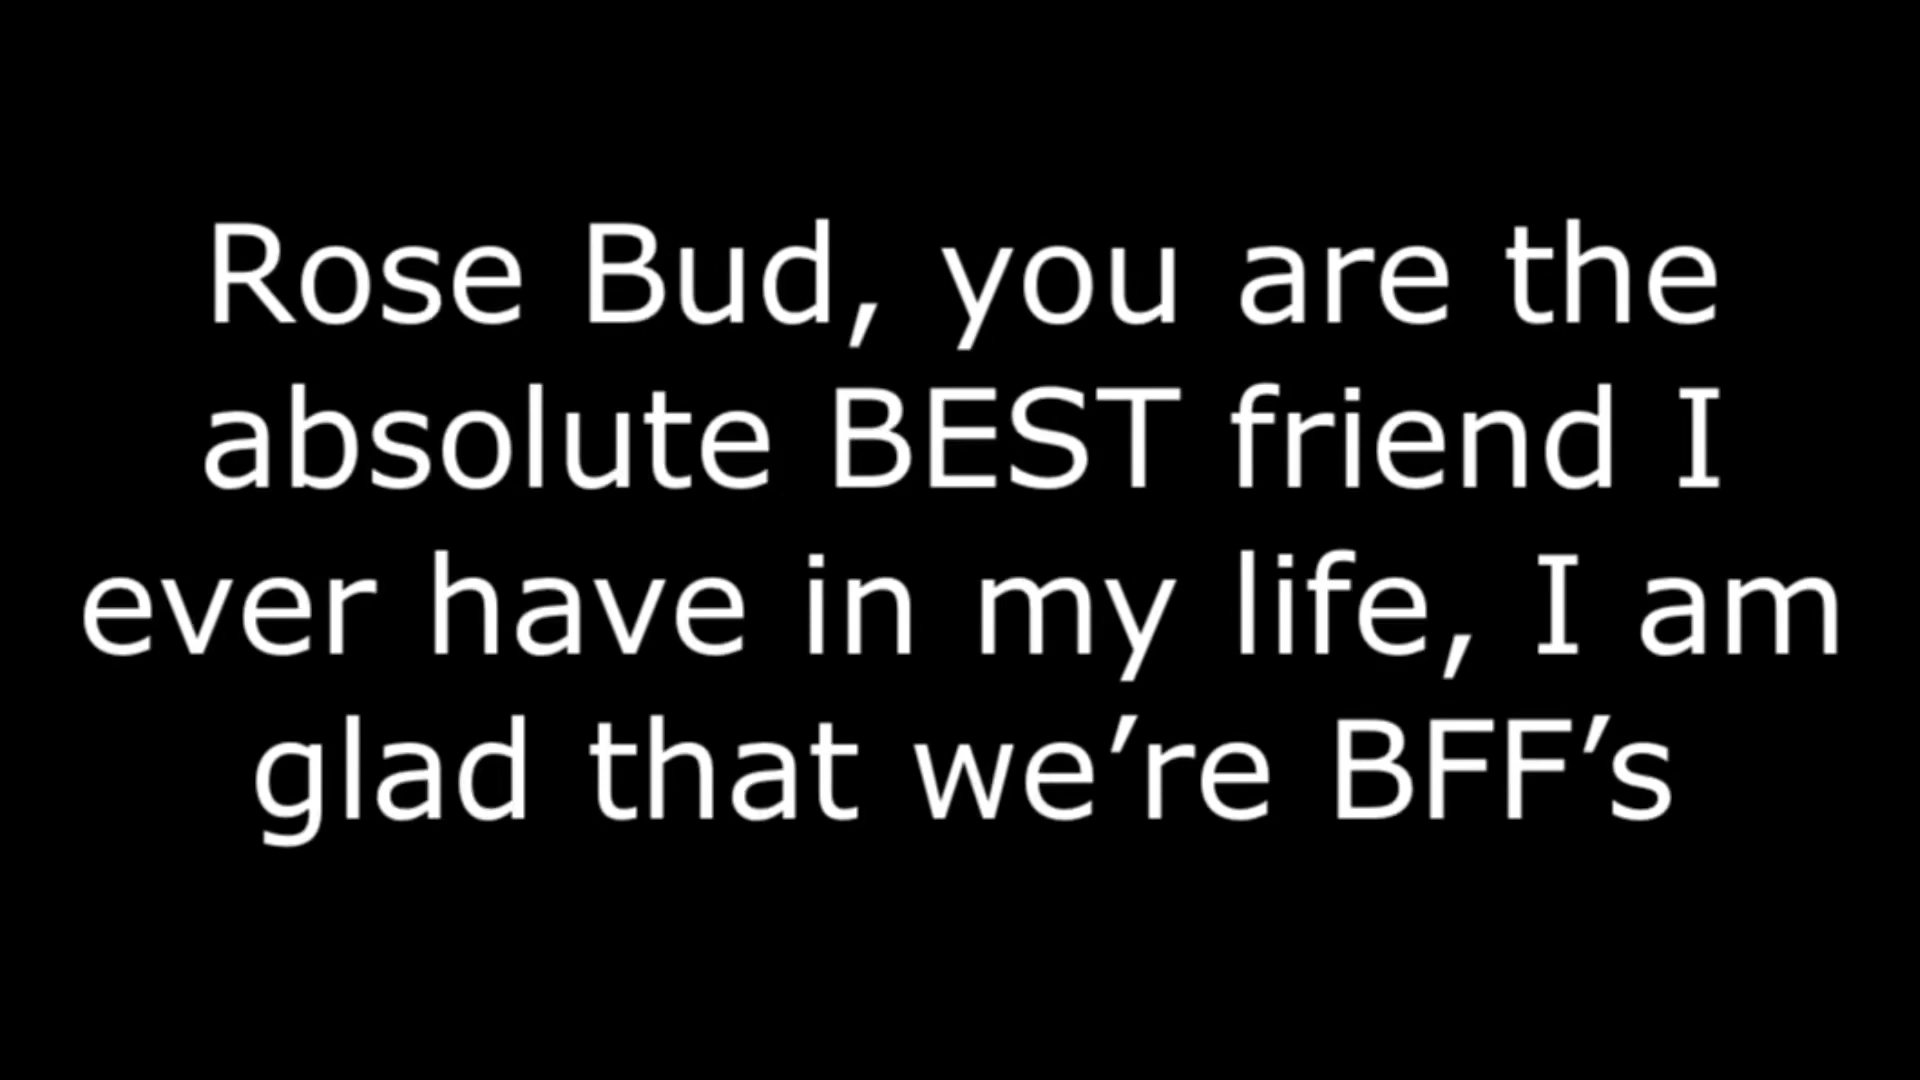 Rose Bud, you are the
absolute BEST friend I
ever have in my life, I am
glad that we’re BFF’s